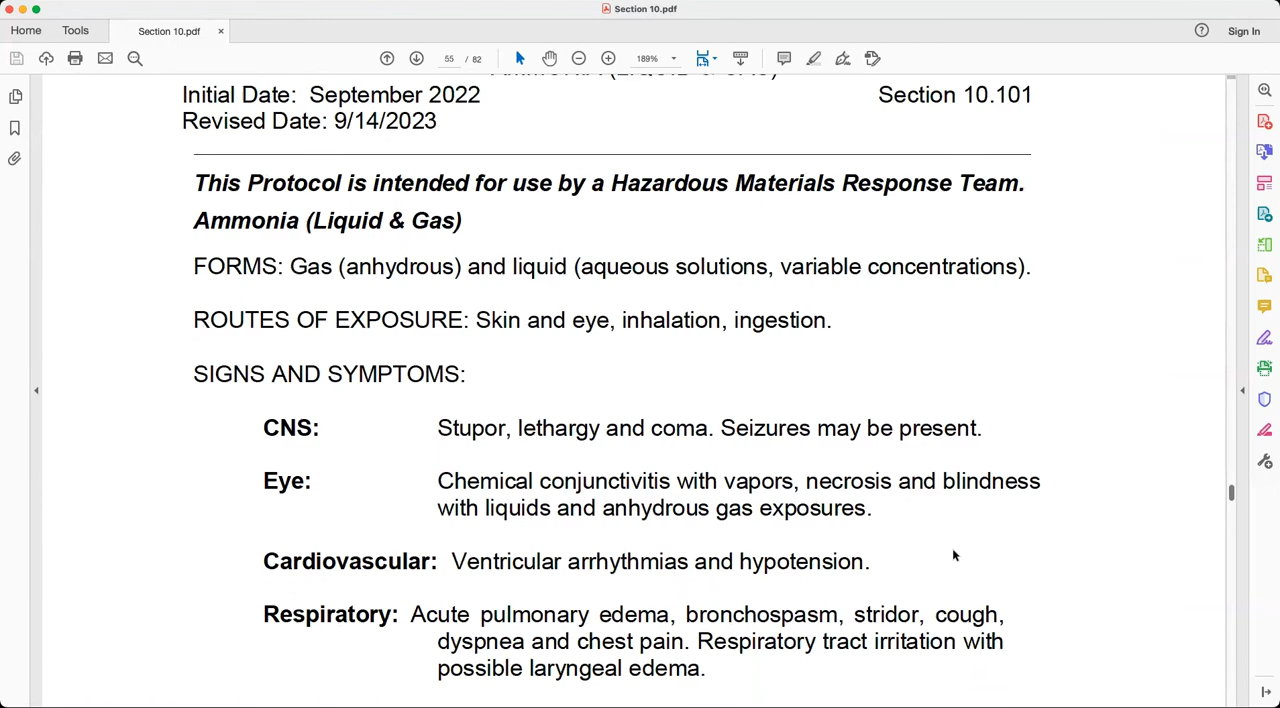 Section 10.pdf
Home Tools Section 10.pdf × Sign In
55 / 82 189%
Initial Date: September 2022 Section 10.101
Revised Date: 9/14/2023
This Protocol is intended for use by a Hazardous Materials Response Team.
Ammonia (Liquid & Gas)
FORMS: Gas (anhydrous) and liquid (aqueous solutions, variable concentrations).
ROUTES OF EXPOSURE: Skin and eye, inhalation, ingestion.
SIGNS AND SYMPTOMS:
CNS: Stupor, lethargy and coma. Seizures may be present.
Eye: Chemical conjunctivitis with vapors, necrosis and blindness
with liquids and anhydrous gas exposures.
Cardiovascular: Ventricular arrhythmias and hypotension.
Respiratory: Acute pulmonary edema, bronchospasm, stridor, cough,
dyspnea and chest pain. Respiratory tract irritation with
possible laryngeal edema.